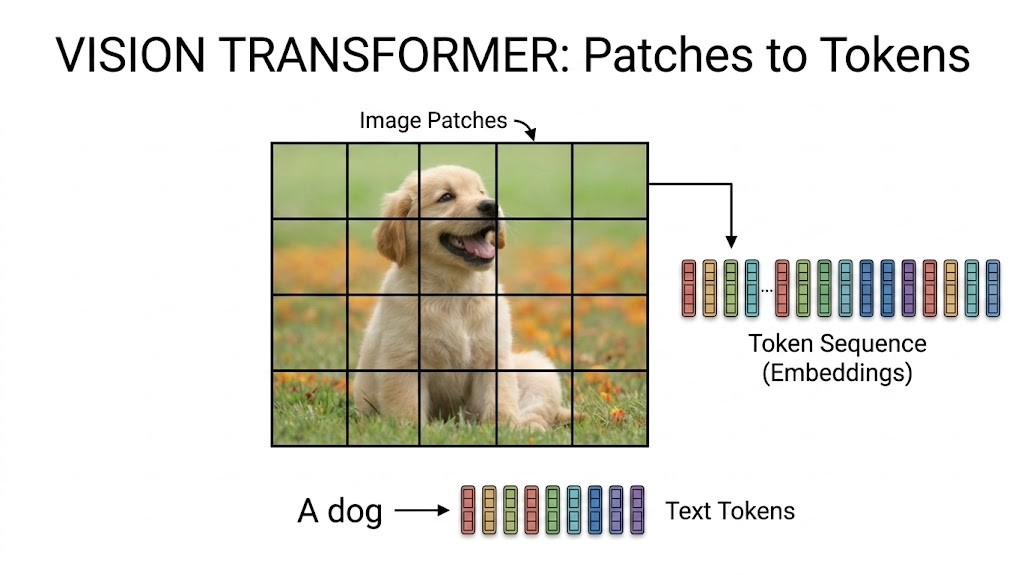 VISION TRANSFORMER: Patches to Tokens
Image Patches
...
Token Sequence
(Embeddings)
A dog
Text Tokens